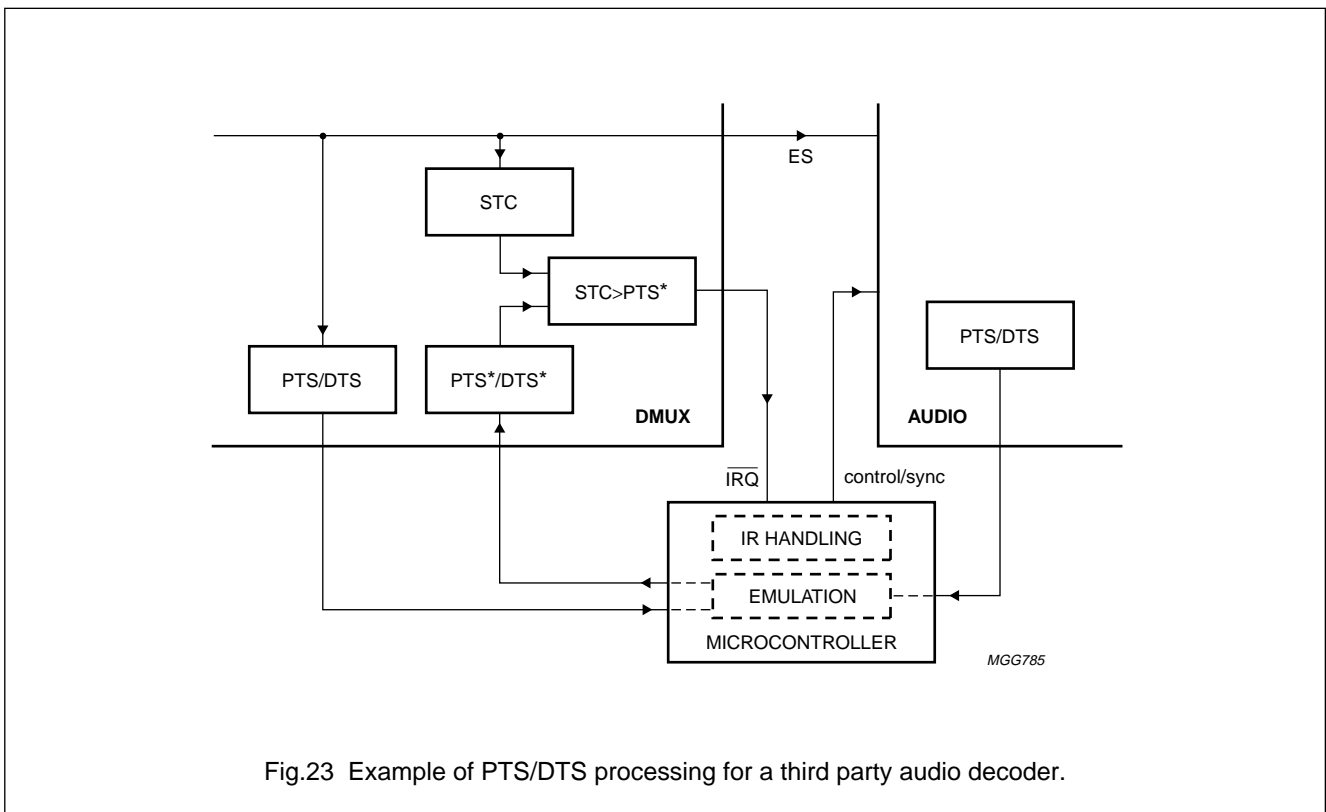 ES
STC
STC>PTS*
PTS/DTS
PTS/DTS
PTS*/DTS*
DMUX
AUDIO
IRQ
control/sync
IR HANDLING
EMULATION
MICROCONTROLLER
MGG785
Fig.23 Example of PTS/DTS processing for a third party audio decoder.